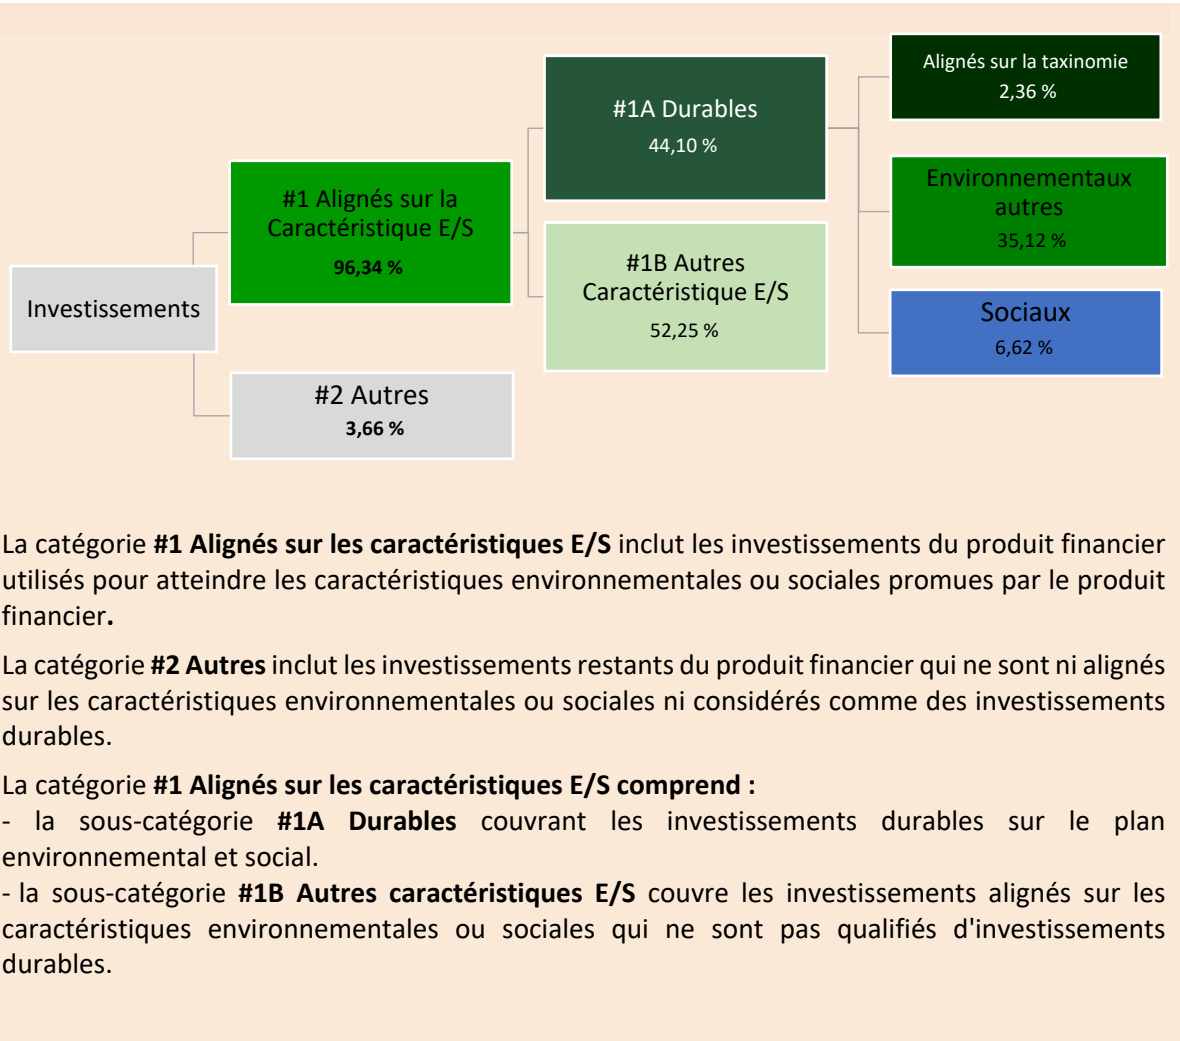 Investissements
#1 Alignés sur la
Caractéristique E/S
96,34 %
#2 Autres
3,66 %
#1A Durables
44,10 %
#1B Autres
Caractéristique E/S
52,25 %
Alignés sur la taxinomie
2,36 %
Environnementaux
autres
35,12 %
Sociaux
6,62 %
La catégorie #1 Alignés sur les caractéristiques E/S inclut les investissements du produit financier
utilisés pour atteindre les caractéristiques environnementales ou sociales promues par le produit
financier.
La catégorie #2 Autres inclut les investissements restants du produit financier qui ne sont ni alignés
sur les caractéristiques environnementales ou sociales ni considérés comme des investissements
durables.
La catégorie #1 Alignés sur les caractéristiques E/S comprend :
- la sous-catégorie #1A Durables couvrant les investissements durables sur le plan
environnemental et social.
- la sous-catégorie #1B Autres caractéristiques E/S couvre les investissements alignés sur les
caractéristiques environnementales ou sociales qui ne sont pas qualifiés d'investissements
durables.